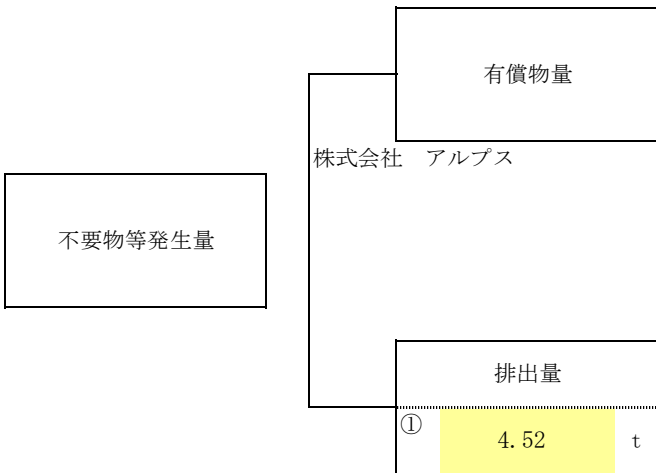 有償物量
株式会社　アルプス
不要物等発生量
排出量
① 4.52 t